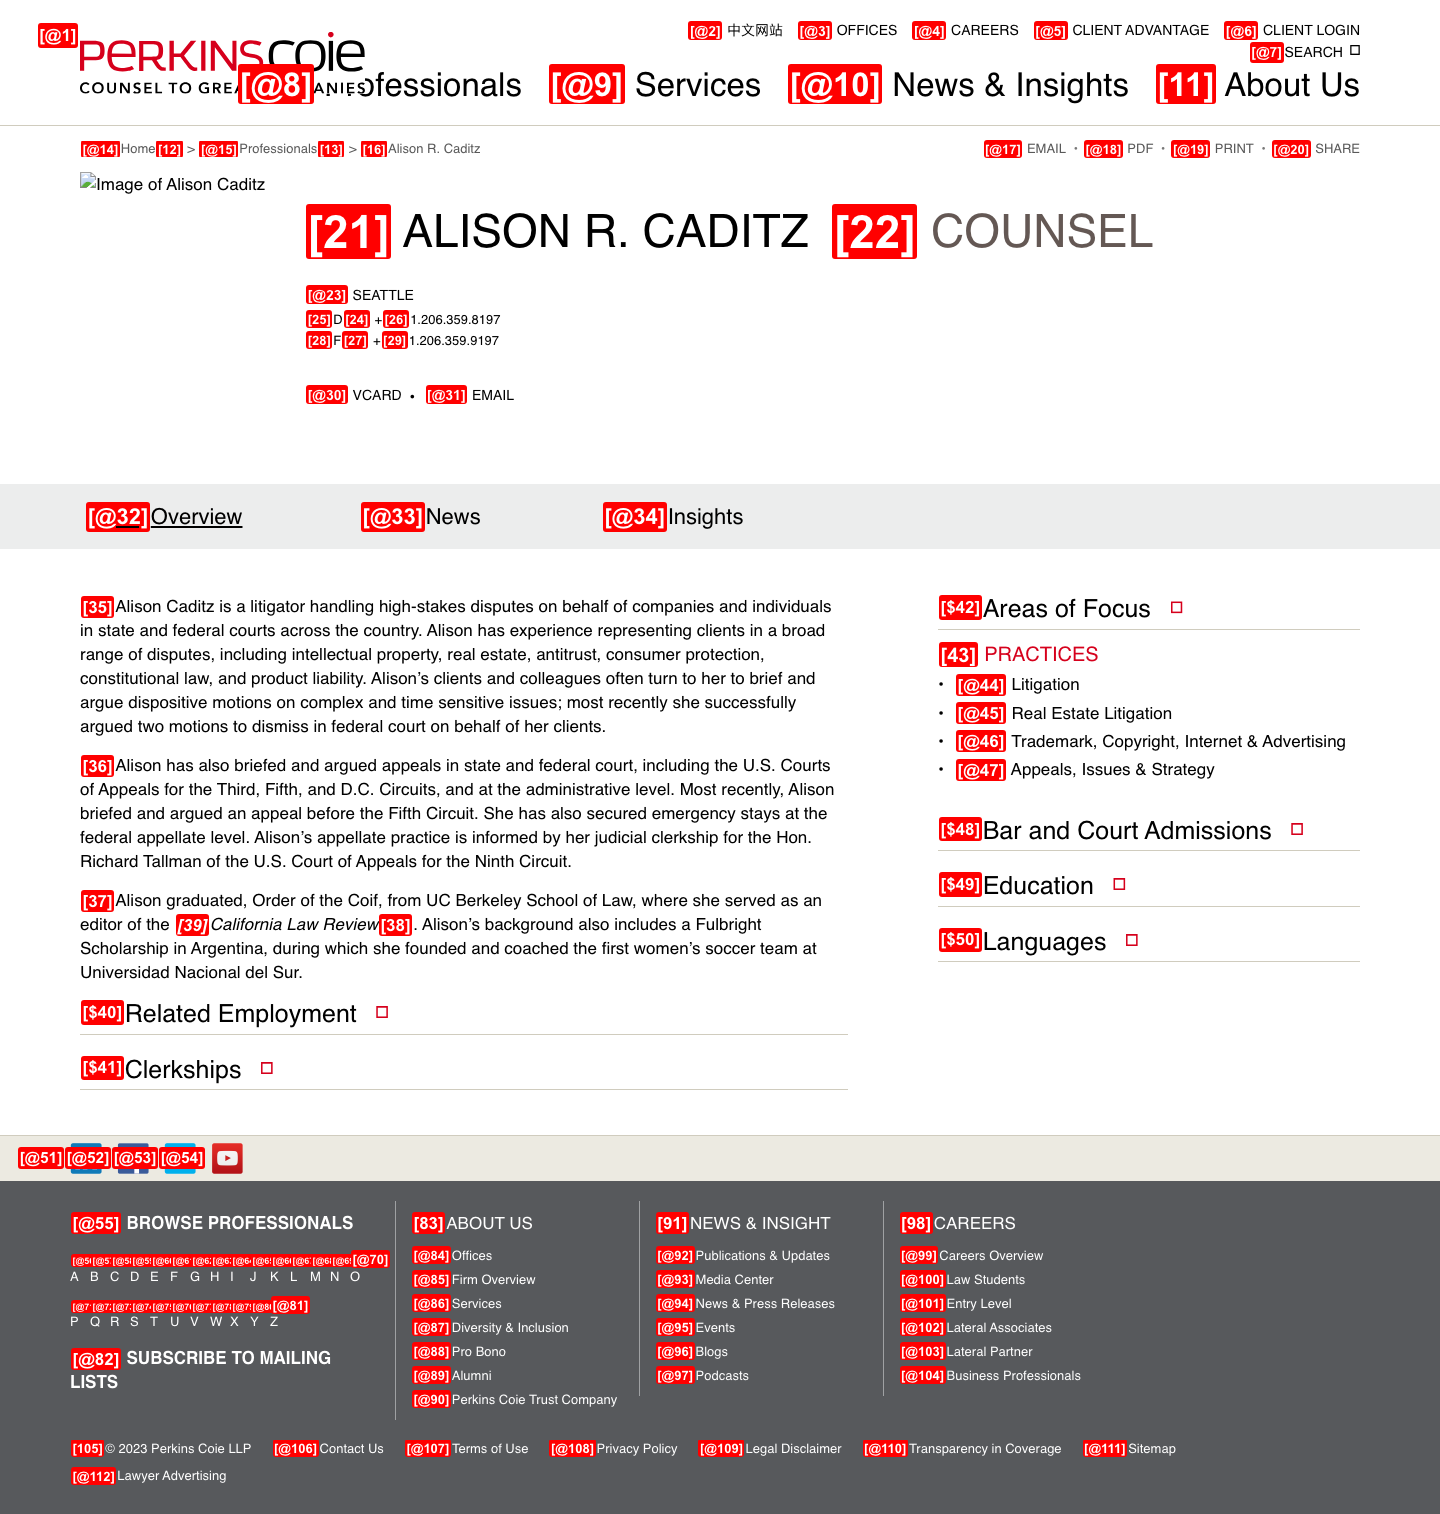 [@1] PERKINSCOIE
COUNSEL TO GREAT COMPANIES
[@2] 中文网站 [@3] OFFICES [@4] CAREERS [@5] CLIENT ADVANTAGE [@6] CLIENT LOGIN
[@7] SEARCH
[@8] ofessionals [@9] Services [@10] News & Insights [11] About Us
[@14] Home [12] > [@15] Professionals [13] > [16] Alison R. Caditz
[@17] EMAIL • [@18] PDF • [@19] PRINT • [@20] SHARE
Image of Alison Caditz
[21] ALISON R. CADITZ [22] COUNSEL
[@23] SEATTLE
[25] D [24] + [26] 1.206.359.8197
[28] F [27] + [29] 1.206.359.9197
[@30] VCARD • [@31] EMAIL
[@32] Overview [@33] News [@34] Insights
[35] Alison Caditz is a litigator handling high-stakes disputes on behalf of companies and individuals
in state and federal courts across the country. Alison has experience representing clients in a broad
range of disputes, including intellectual property, real estate, antitrust, consumer protection,
constitutional law, and product liability. Alison’s clients and colleagues often turn to her to brief and
argue dispositive motions on complex and time sensitive issues; most recently she successfully
argued two motions to dismiss in federal court on behalf of her clients.
[36] Alison has also briefed and argued appeals in state and federal court, including the U.S. Courts
of Appeals for the Third, Fifth, and D.C. Circuits, and at the administrative level. Most recently, Alison
briefed and argued an appeal before the Fifth Circuit. She has also secured emergency stays at the
federal appellate level. Alison’s appellate practice is informed by her judicial clerkship for the Hon.
Richard Tallman of the U.S. Court of Appeals for the Ninth Circuit.
[37] Alison graduated, Order of the Coif, from UC Berkeley School of Law, where she served as an
editor of the [39] California Law Review [38]. Alison’s background also includes a Fulbright
Scholarship in Argentina, during which she founded and coached the first women’s soccer team at
Universidad Nacional del Sur.
[$40] Related Employment
[$41] Clerkships
[$42] Areas of Focus
[43] PRACTICES
• [@44] Litigation
• [@45] Real Estate Litigation
• [@46] Trademark, Copyright, Internet & Advertising
• [@47] Appeals, Issues & Strategy
[$48] Bar and Court Admissions
[$49] Education
[$50] Languages
[@51] [@52] [@53] [@54]
[@55] BROWSE PROFESSIONALS
[@70]
A B C D E F G H I J K L M N O
[@81]
P Q R S T U V W X Y Z
[@82] SUBSCRIBE TO MAILING
LISTS
[83] ABOUT US
[@84] Offices
[@85] Firm Overview
[@86] Services
[@87] Diversity & Inclusion
[@88] Pro Bono
[@89] Alumni
[@90] Perkins Coie Trust Company
[91] NEWS & INSIGHT
[@92] Publications & Updates
[@93] Media Center
[@94] News & Press Releases
[@95] Events
[@96] Blogs
[@97] Podcasts
[98] CAREERS
[@99] Careers Overview
[@100] Law Students
[@101] Entry Level
[@102] Lateral Associates
[@103] Lateral Partner
[@104] Business Professionals
[105] © 2023 Perkins Coie LLP [@106] Contact Us [@107] Terms of Use [@108] Privacy Policy [@109] Legal Disclaimer [@110] Transparency in Coverage [@111] Sitemap
[@112] Lawyer Advertising